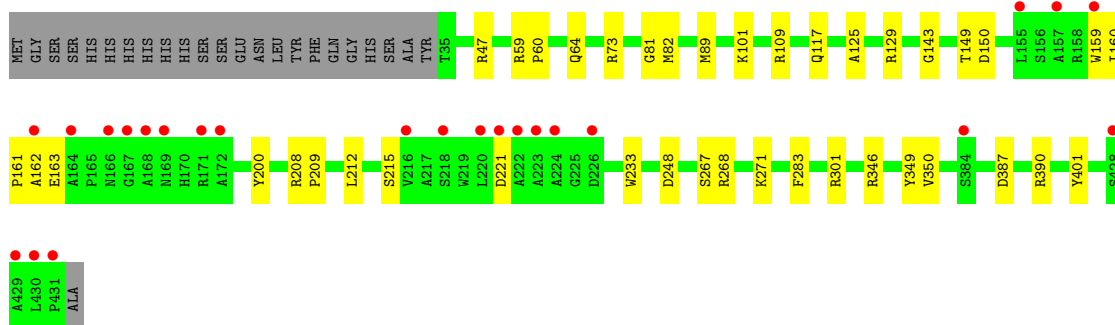 MET GLY SER SER HIS HIS HIS HIS HIS HIS SER SER GLU ASN LEU TYR PHE GLN GLY HIS SER ALA TYR T35 R47 R59 P60 Q64 R73 G81 M82 M89 K101 R109 Q117 A125 R129 G143 T149 D150 L155 S156 A157 R158 W159 I160
P161 A162 E163 A164 P165 N166 G167 A168 N169 H170 R171 A172 Y200 R208 P209 L212 S215 V216 A217 S218 W219 L220 D221 A222 A223 A224 G225 D226 W233 D248 S267 R268 K271 F283 R301 R346 Y349 V350 S384 D387 R390 Y401 S428
A429 L430 P431 ALA